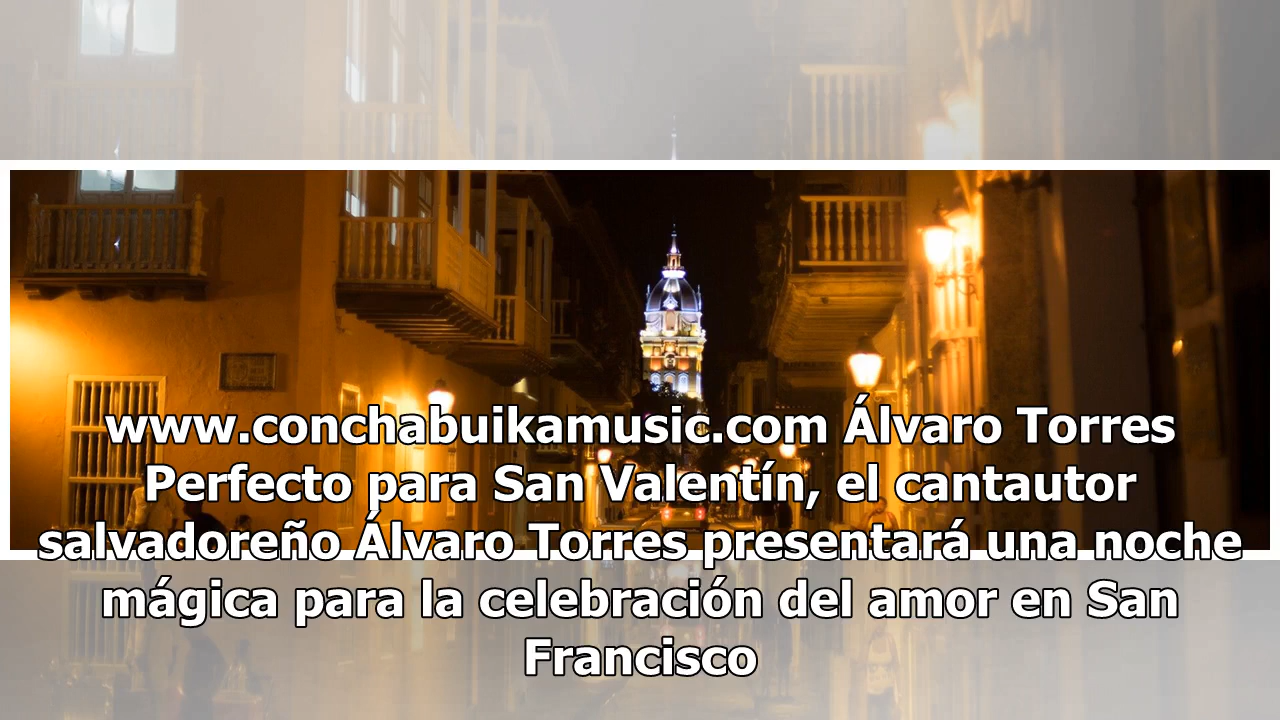 www.conchabuikamusic.com Álvaro Torres
Perfecto para San Valentín, el cantautor
salvadoreño Álvaro Torres presentará una noche
mágica para la celebración del amor en San
Francisco